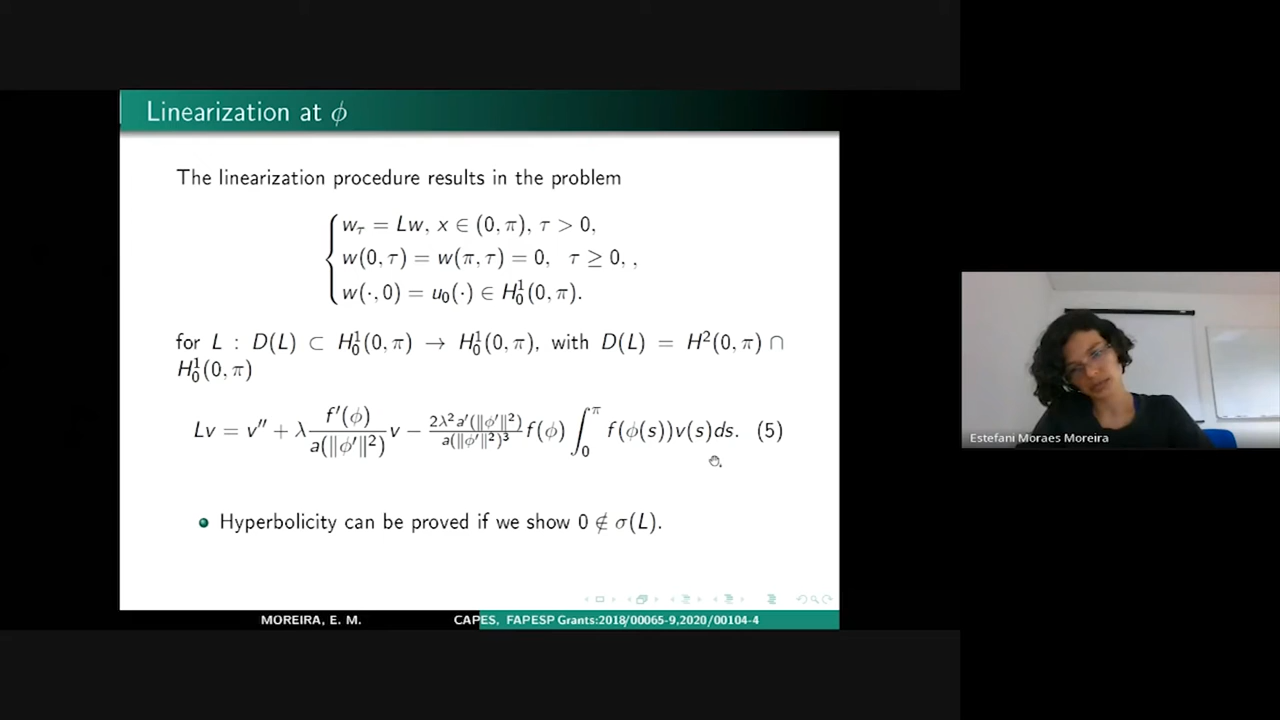 Linearization at ϕ
The linearization procedure results in the problem
w_τ = Lw, x ∈ (0, π), τ > 0,
w(0, τ) = w(π, τ) = 0, τ ≥ 0, ,
w(·, 0) = u₀(·) ∈ H¹₀(0, π).
for L : D(L) ⊂ H¹₀(0, π) → H¹₀(0, π), with D(L) = H²(0, π) ∩
H¹₀(0, π)
Lv = v″ + λ f′(ϕ)/a(‖ϕ′‖²) v − 2λ²a′(‖ϕ′‖²)/a(‖ϕ′‖²)³ f(ϕ) ∫₀^π f(ϕ(s))v(s)ds. (5)
Hyperbolicity can be proved if we show 0 ∉ σ(L).
MOREIRA, E. M. CAPES, FAPESP Grants:2018/00065-9,2020/00104-4
Estefani Moraes Moreira